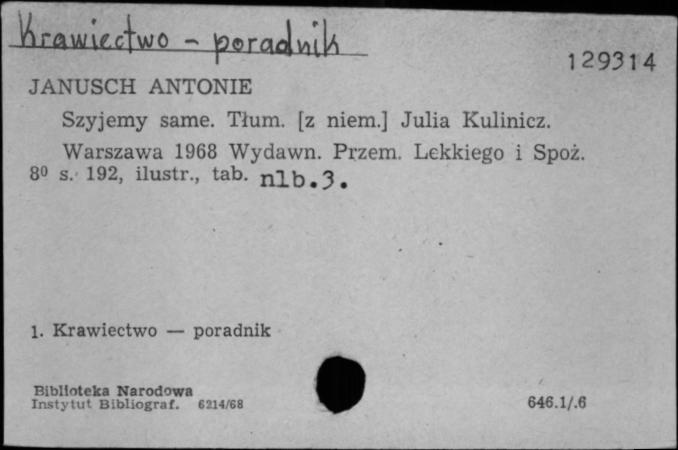 Krawiectwo - poradnik
129314
JANUSCH ANTONIE
Szyjemy same. Tłum. [z niem.] Julia Kulinicz.
Warszawa 1968 Wydawn. Przem. Lekkiego i Spoż.
8⁰ s. 192, ilustr., tab. nlb.3.
1. Krawiectwo — poradnik
Biblioteka Narodowa
Instytut Bibliograf. 6214/68
646.1/.6